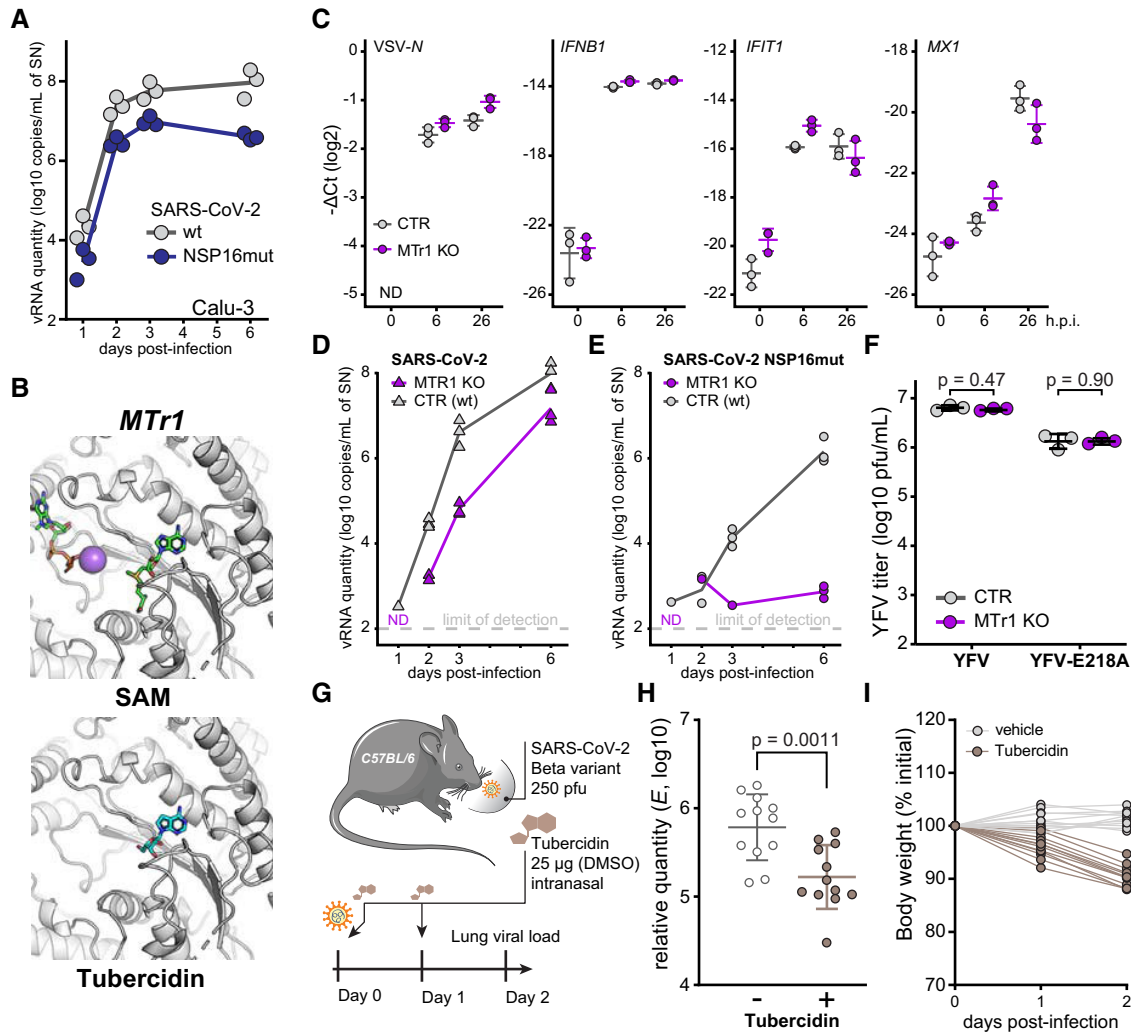 A
vRNA quantity (log10 copies/mL of SN)
8
6
4
2
SARS-CoV-2
wt
NSP16mut
Calu-3
1 2 3 4 5 6
days post-infection
B
MTr1
SAM
Tubercidin
C
-ΔCt (log2)
VSV-N
0
-1
-2
-3
-4
-5
CTR
MTr1 KO
ND
0 6 26
IFNB1
-14
-18
-22
-26
0 6 26
IFIT1
-12
-14
-16
-18
-20
-22
0 6 26
MX1
-18
-20
-22
-24
-26
0 6 26
h.p.i.
D
SARS-CoV-2
MTR1 KO
CTR (wt)
vRNA quantity (log10 copies/mL of SN)
8
6
4
2
ND
limit of detection
1 2 3 6
days post-infection
E
SARS-CoV-2 NSP16mut
MTR1 KO
CTR (wt)
vRNA quantity (log10 copies/mL of SN)
8
6
4
2
ND
limit of detection
1 2 3 6
days post-infection
F
YFV titer (log10 pfu/mL)
7
6
5
4
3
2
p = 0.47
p = 0.90
CTR
MTr1 KO
YFV YFV-E218A
G
C57BL/6
SARS-CoV-2
Beta variant
250 pfu
Tubercidin
25 µg (DMSO)
intranasal
Lung viral load
Day 0 Day 1 Day 2
H
relative quantity (E, log10)
7
6
5
4
p = 0.0011
- +
Tubercidin
I
Body weight (% initial)
120
110
100
90
80
70
vehicle
Tubercidin
0 1 2
days post-infection